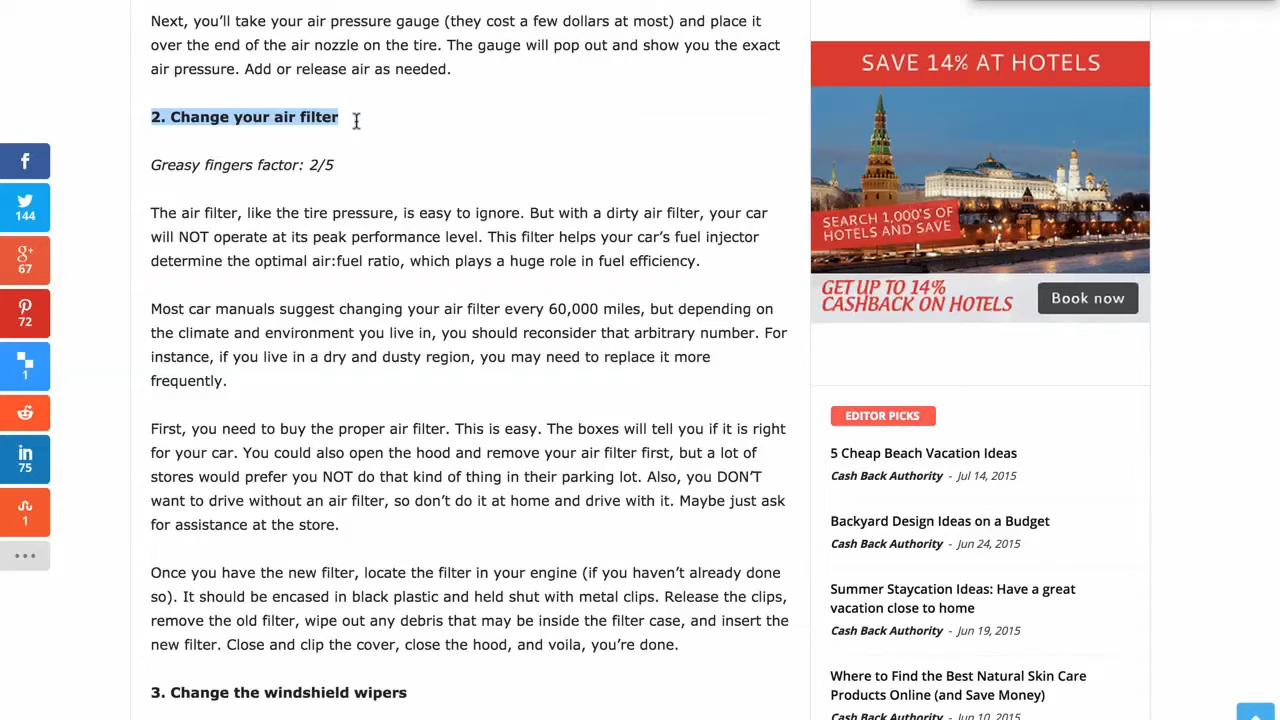 Next, you’ll take your air pressure gauge (they cost a few dollars at most) and place it
over the end of the air nozzle on the tire. The gauge will pop out and show you the exact
air pressure. Add or release air as needed.
2. Change your air filter
Greasy fingers factor: 2/5
The air filter, like the tire pressure, is easy to ignore. But with a dirty air filter, your car
will NOT operate at its peak performance level. This filter helps your car’s fuel injector
determine the optimal air:fuel ratio, which plays a huge role in fuel efficiency.
Most car manuals suggest changing your air filter every 60,000 miles, but depending on
the climate and environment you live in, you should reconsider that arbitrary number. For
instance, if you live in a dry and dusty region, you may need to replace it more
frequently.
First, you need to buy the proper air filter. This is easy. The boxes will tell you if it is right
for your car. You could also open the hood and remove your air filter first, but a lot of
stores would prefer you NOT do that kind of thing in their parking lot. Also, you DON’T
want to drive without an air filter, so don’t do it at home and drive with it. Maybe just ask
for assistance at the store.
Once you have the new filter, locate the filter in your engine (if you haven’t already done
so). It should be encased in black plastic and held shut with metal clips. Release the clips,
remove the old filter, wipe out any debris that may be inside the filter case, and insert the
new filter. Close and clip the cover, close the hood, and voila, you’re done.
3. Change the windshield wipers
144
67
72
1
in
75
1
SAVE 14% AT HOTELS
SEARCH 1,000'S OF
HOTELS AND SAVE
GET UP TO 14%
CASHBACK ON HOTELS
Book now
EDITOR PICKS
5 Cheap Beach Vacation Ideas
Cash Back Authority - Jul 14, 2015
Backyard Design Ideas on a Budget
Cash Back Authority - Jun 24, 2015
Summer Staycation Ideas: Have a great
vacation close to home
Cash Back Authority - Jun 19, 2015
Where to Find the Best Natural Skin Care
Products Online (and Save Money)
Cash Back Authority - Jun 10, 2015